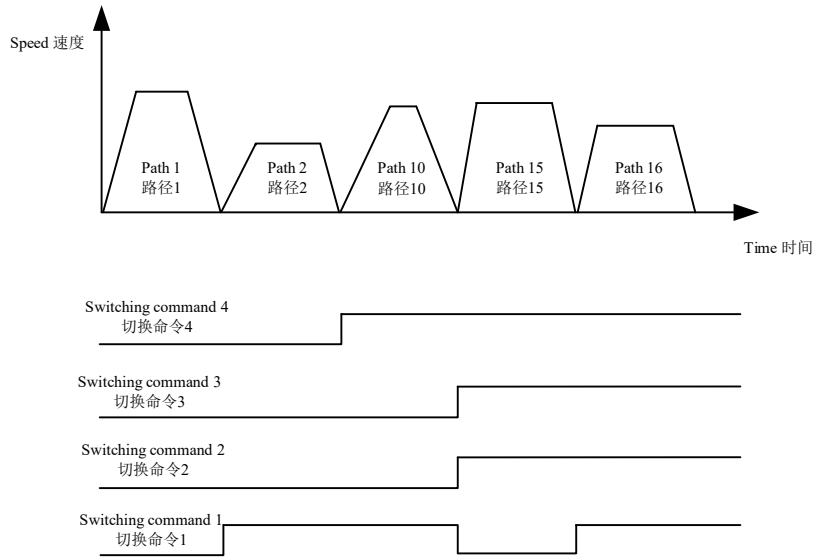 Speed 速度
Path 1
路径1
Path 2
路径2
Path 10
路径10
Path 15
路径15
Path 16
路径16
Time 时间
Switching command 4
切换命令4
Switching command 3
切换命令3
Switching command 2
切换命令2
Switching command 1
切换命令1